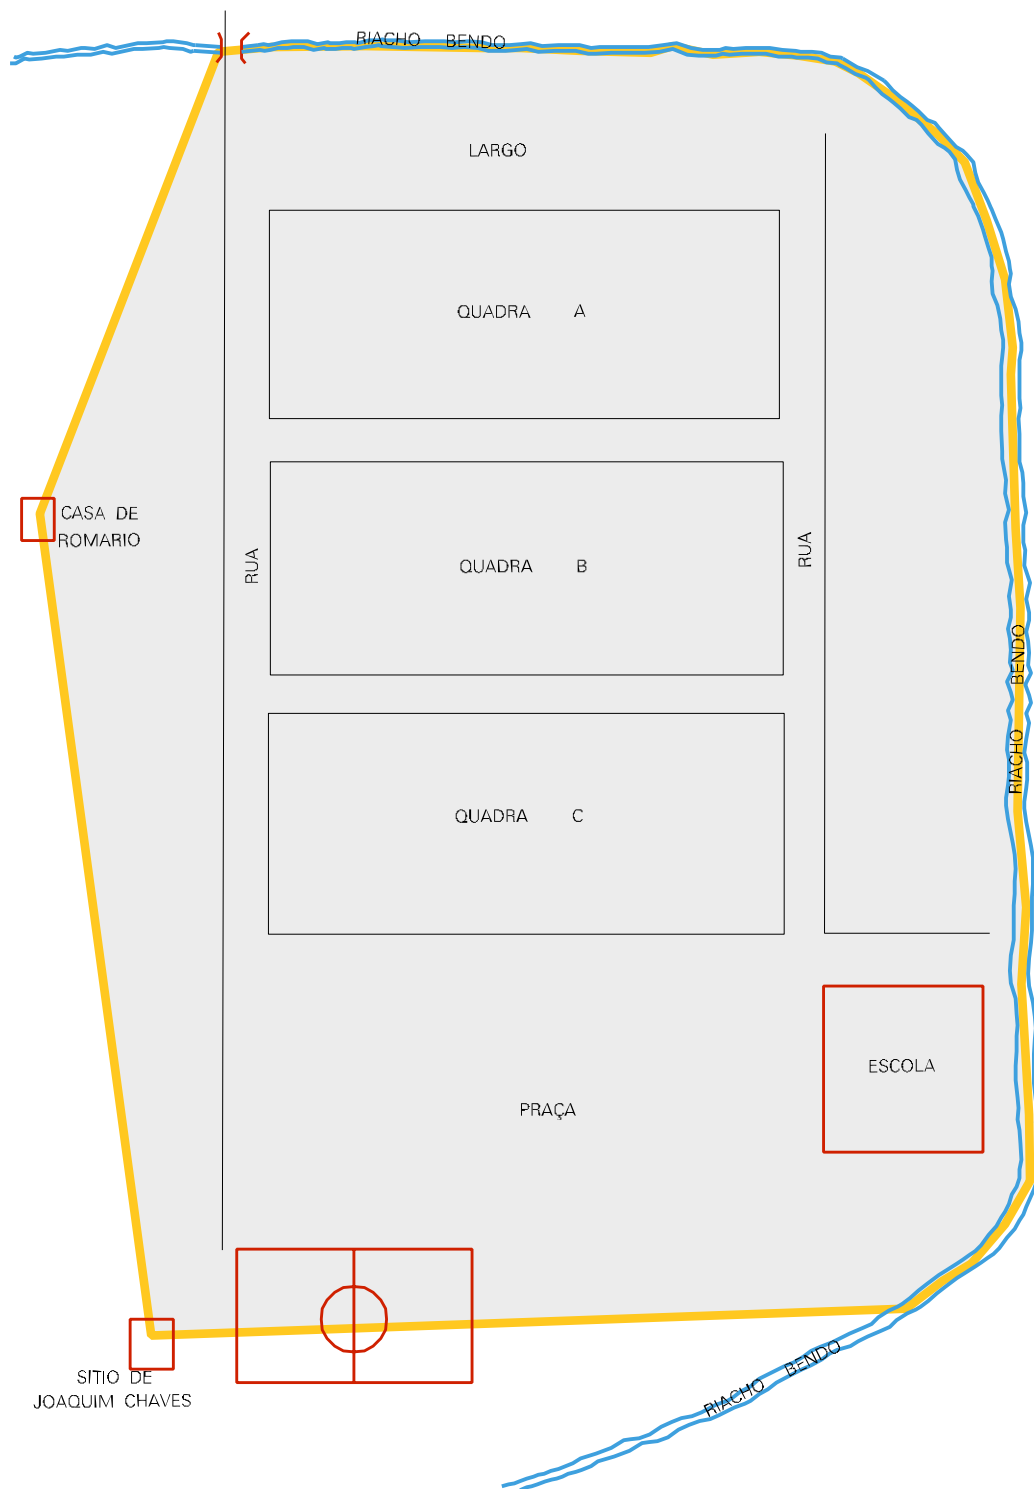 RIACHO BENDO
LARGO
QUADRA A
CASA DE
ROMARIO
RUA
QUADRA B
RUA
RIACHO BENDO
QUADRA C
ESCOLA
PRAÇA
SITIO DE
JOAQUIM CHAVES
RIACHO BENDO